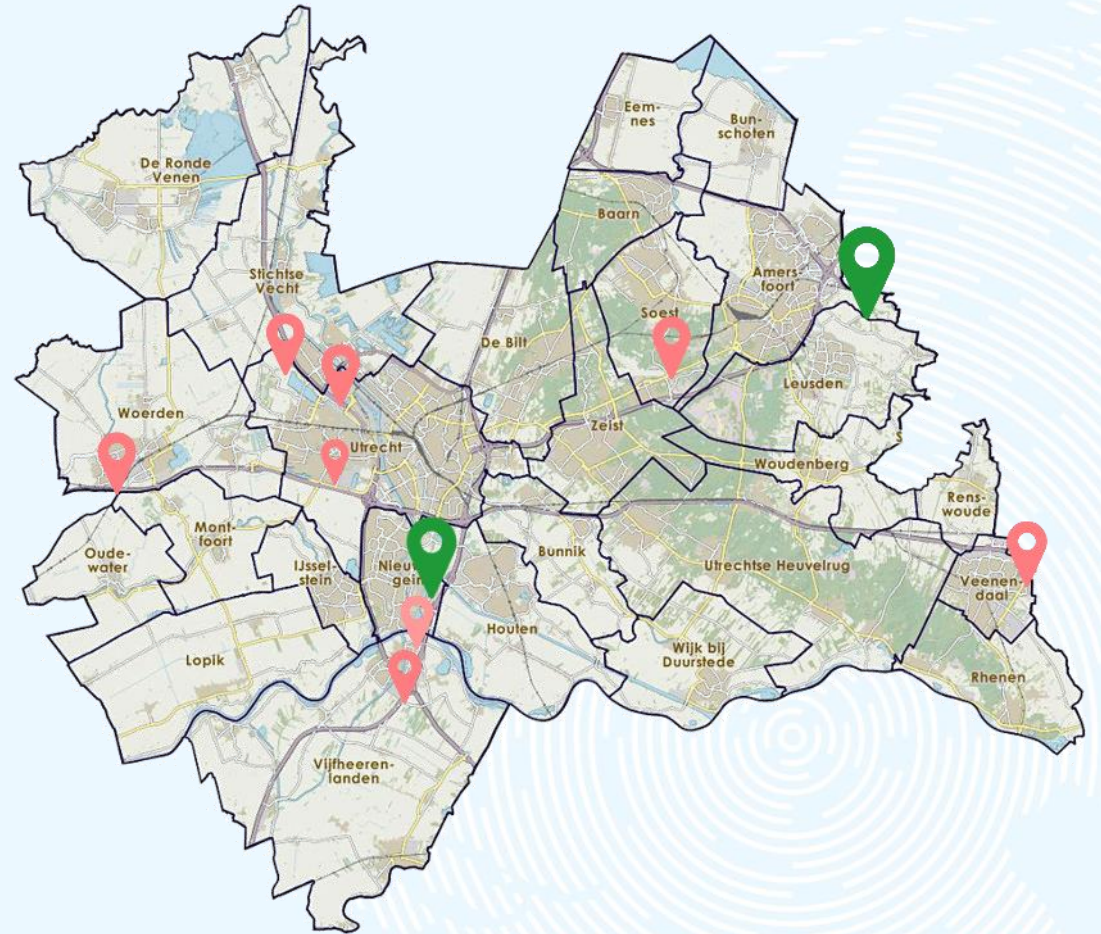 Eem-
nes
Bun-
schoten
De Ronde
Venen
Baarn
Stichtse
Vecht
Amers-
foort
Soest
De Bilt
Leusden
Woerden
Zeist
Utrecht
Woudenberg
S
Rens-
woude
Mont-
foort
Oude-
water
IJssel-
stein
Bunnik
Utrechtse Heuvelrug
Veenen-
daal
Houten
Wijk bij
Duurstede
Lopik
Rhenen
Vijfheeren-
landen